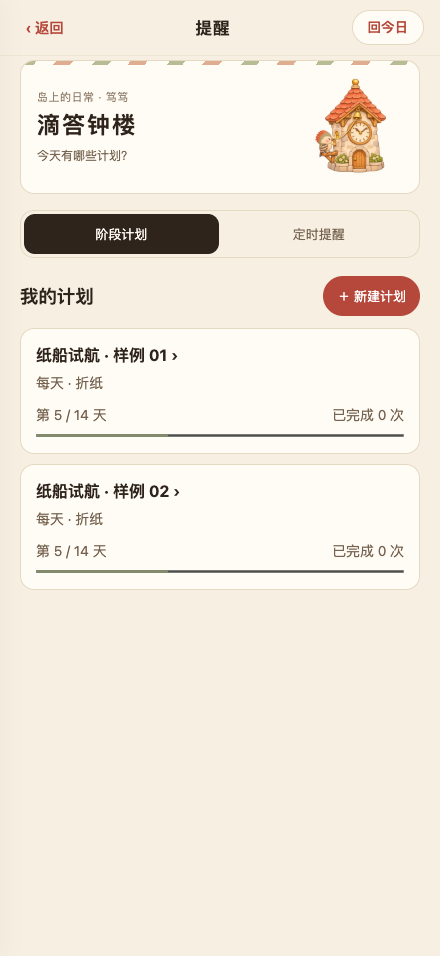 ‹ 返回
提醒
回今日
岛上的日常 · 笃笃
滴答钟楼
今天有哪些计划?
阶段计划
定时提醒
我的计划
+ 新建计划
纸船试航 · 样例 01 ›
每天 · 折纸
第 5 / 14 天
已完成 0 次
纸船试航 · 样例 02 ›
每天 · 折纸
第 5 / 14 天
已完成 0 次